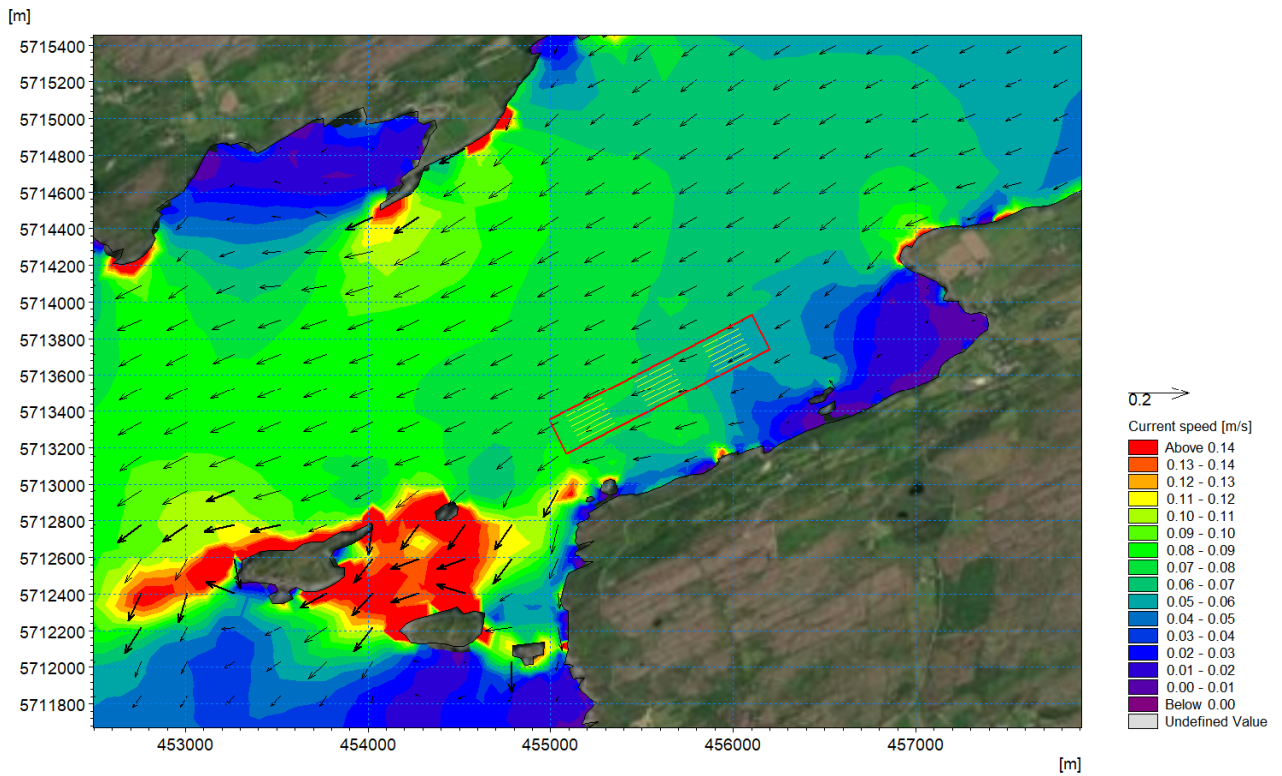 [m]
5715400
5715200
5715000
5714800
5714600
5714400
5714200
5714000
5713800
5713600
5713400
5713200
5713000
5712800
5712600
5712400
5712200
5712000
5711800
453000 454000 455000 456000 457000
[m]
0.2
Current speed [m/s]
Above 0.14
0.13 - 0.14
0.12 - 0.13
0.11 - 0.12
0.10 - 0.11
0.09 - 0.10
0.08 - 0.09
0.07 - 0.08
0.06 - 0.07
0.05 - 0.06
0.04 - 0.05
0.03 - 0.04
0.02 - 0.03
0.01 - 0.02
0.00 - 0.01
Below 0.00
Undefined Value